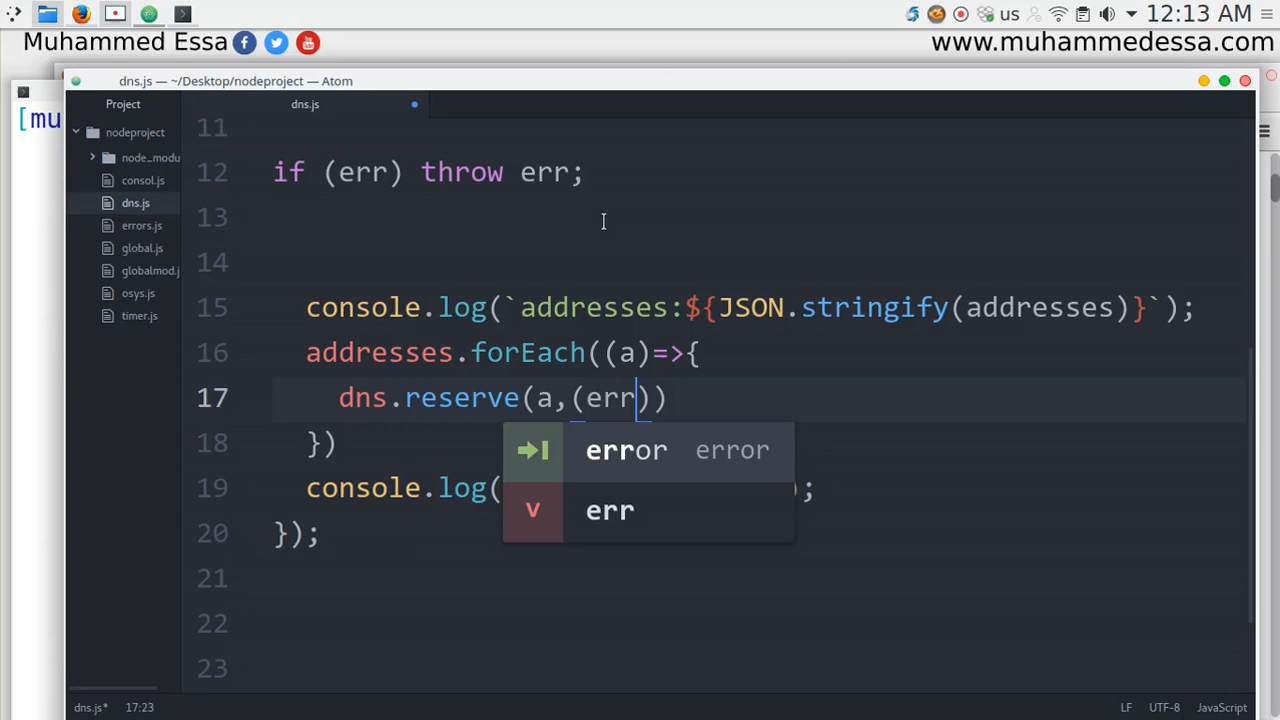 us
12:13 AM
Muhammed Essa
www.muhammedessa.com
dns.js — ~/Desktop/nodeproject — Atom
[mu
Project
dns.js
nodeproject
node_modu
consol.js
dns.js
errors.js
global.js
globalmod.j
osys.js
timer.js
11
12 if (err) throw err;
13
14
15 console.log(`addresses:${JSON.stringify(addresses)}`);
16 addresses.forEach((a)=>{
17 dns.reserve(a,(err))
18 })
error error
19 console.log( );
err
20 });
21
22
23
dns.js* 17:23
LF UTF-8 JavaScript